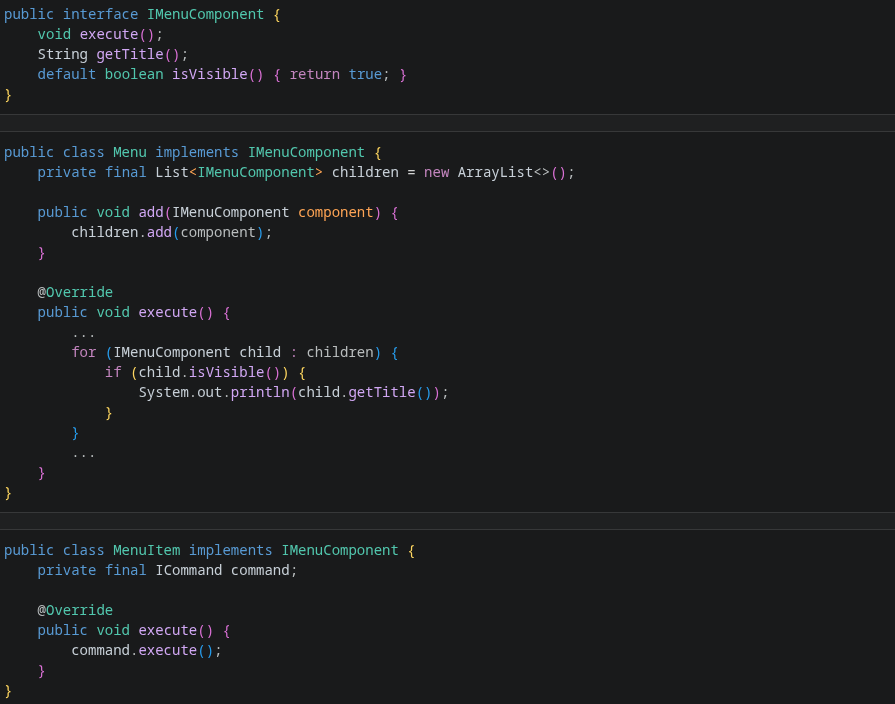 public interface IMenuComponent {
    void execute();
    String getTitle();
    default boolean isVisible() { return true; }
}
public class Menu implements IMenuComponent {
    private final List<IMenuComponent> children = new ArrayList<>();
    public void add(IMenuComponent component) {
        children.add(component);
    }
    @Override
    public void execute() {
        ...
        for (IMenuComponent child : children) {
            if (child.isVisible()) {
                System.out.println(child.getTitle());
            }
        }
        ...
    }
}
public class MenuItem implements IMenuComponent {
    private final ICommand command;
    @Override
    public void execute() {
        command.execute();
    }
}